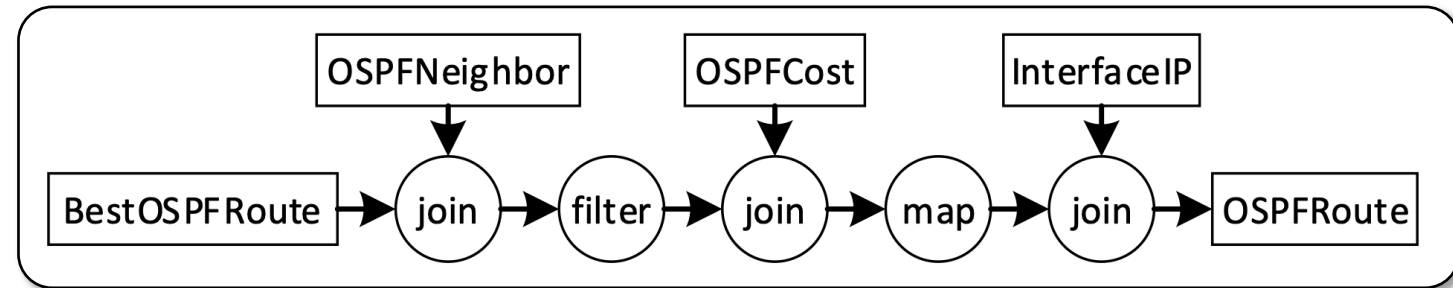 OSPFNeighbor OSPFCost InterfaceIP
BestOSPFRoute join filter join map join OSPFRoute